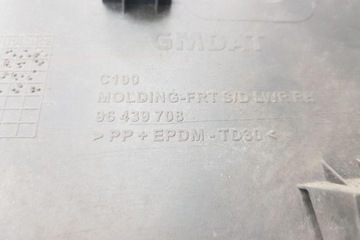 GMDAT
C100
MOLDING-FRT S/D LWR RH
96 439 708
> PP + EPDM - TD30 <